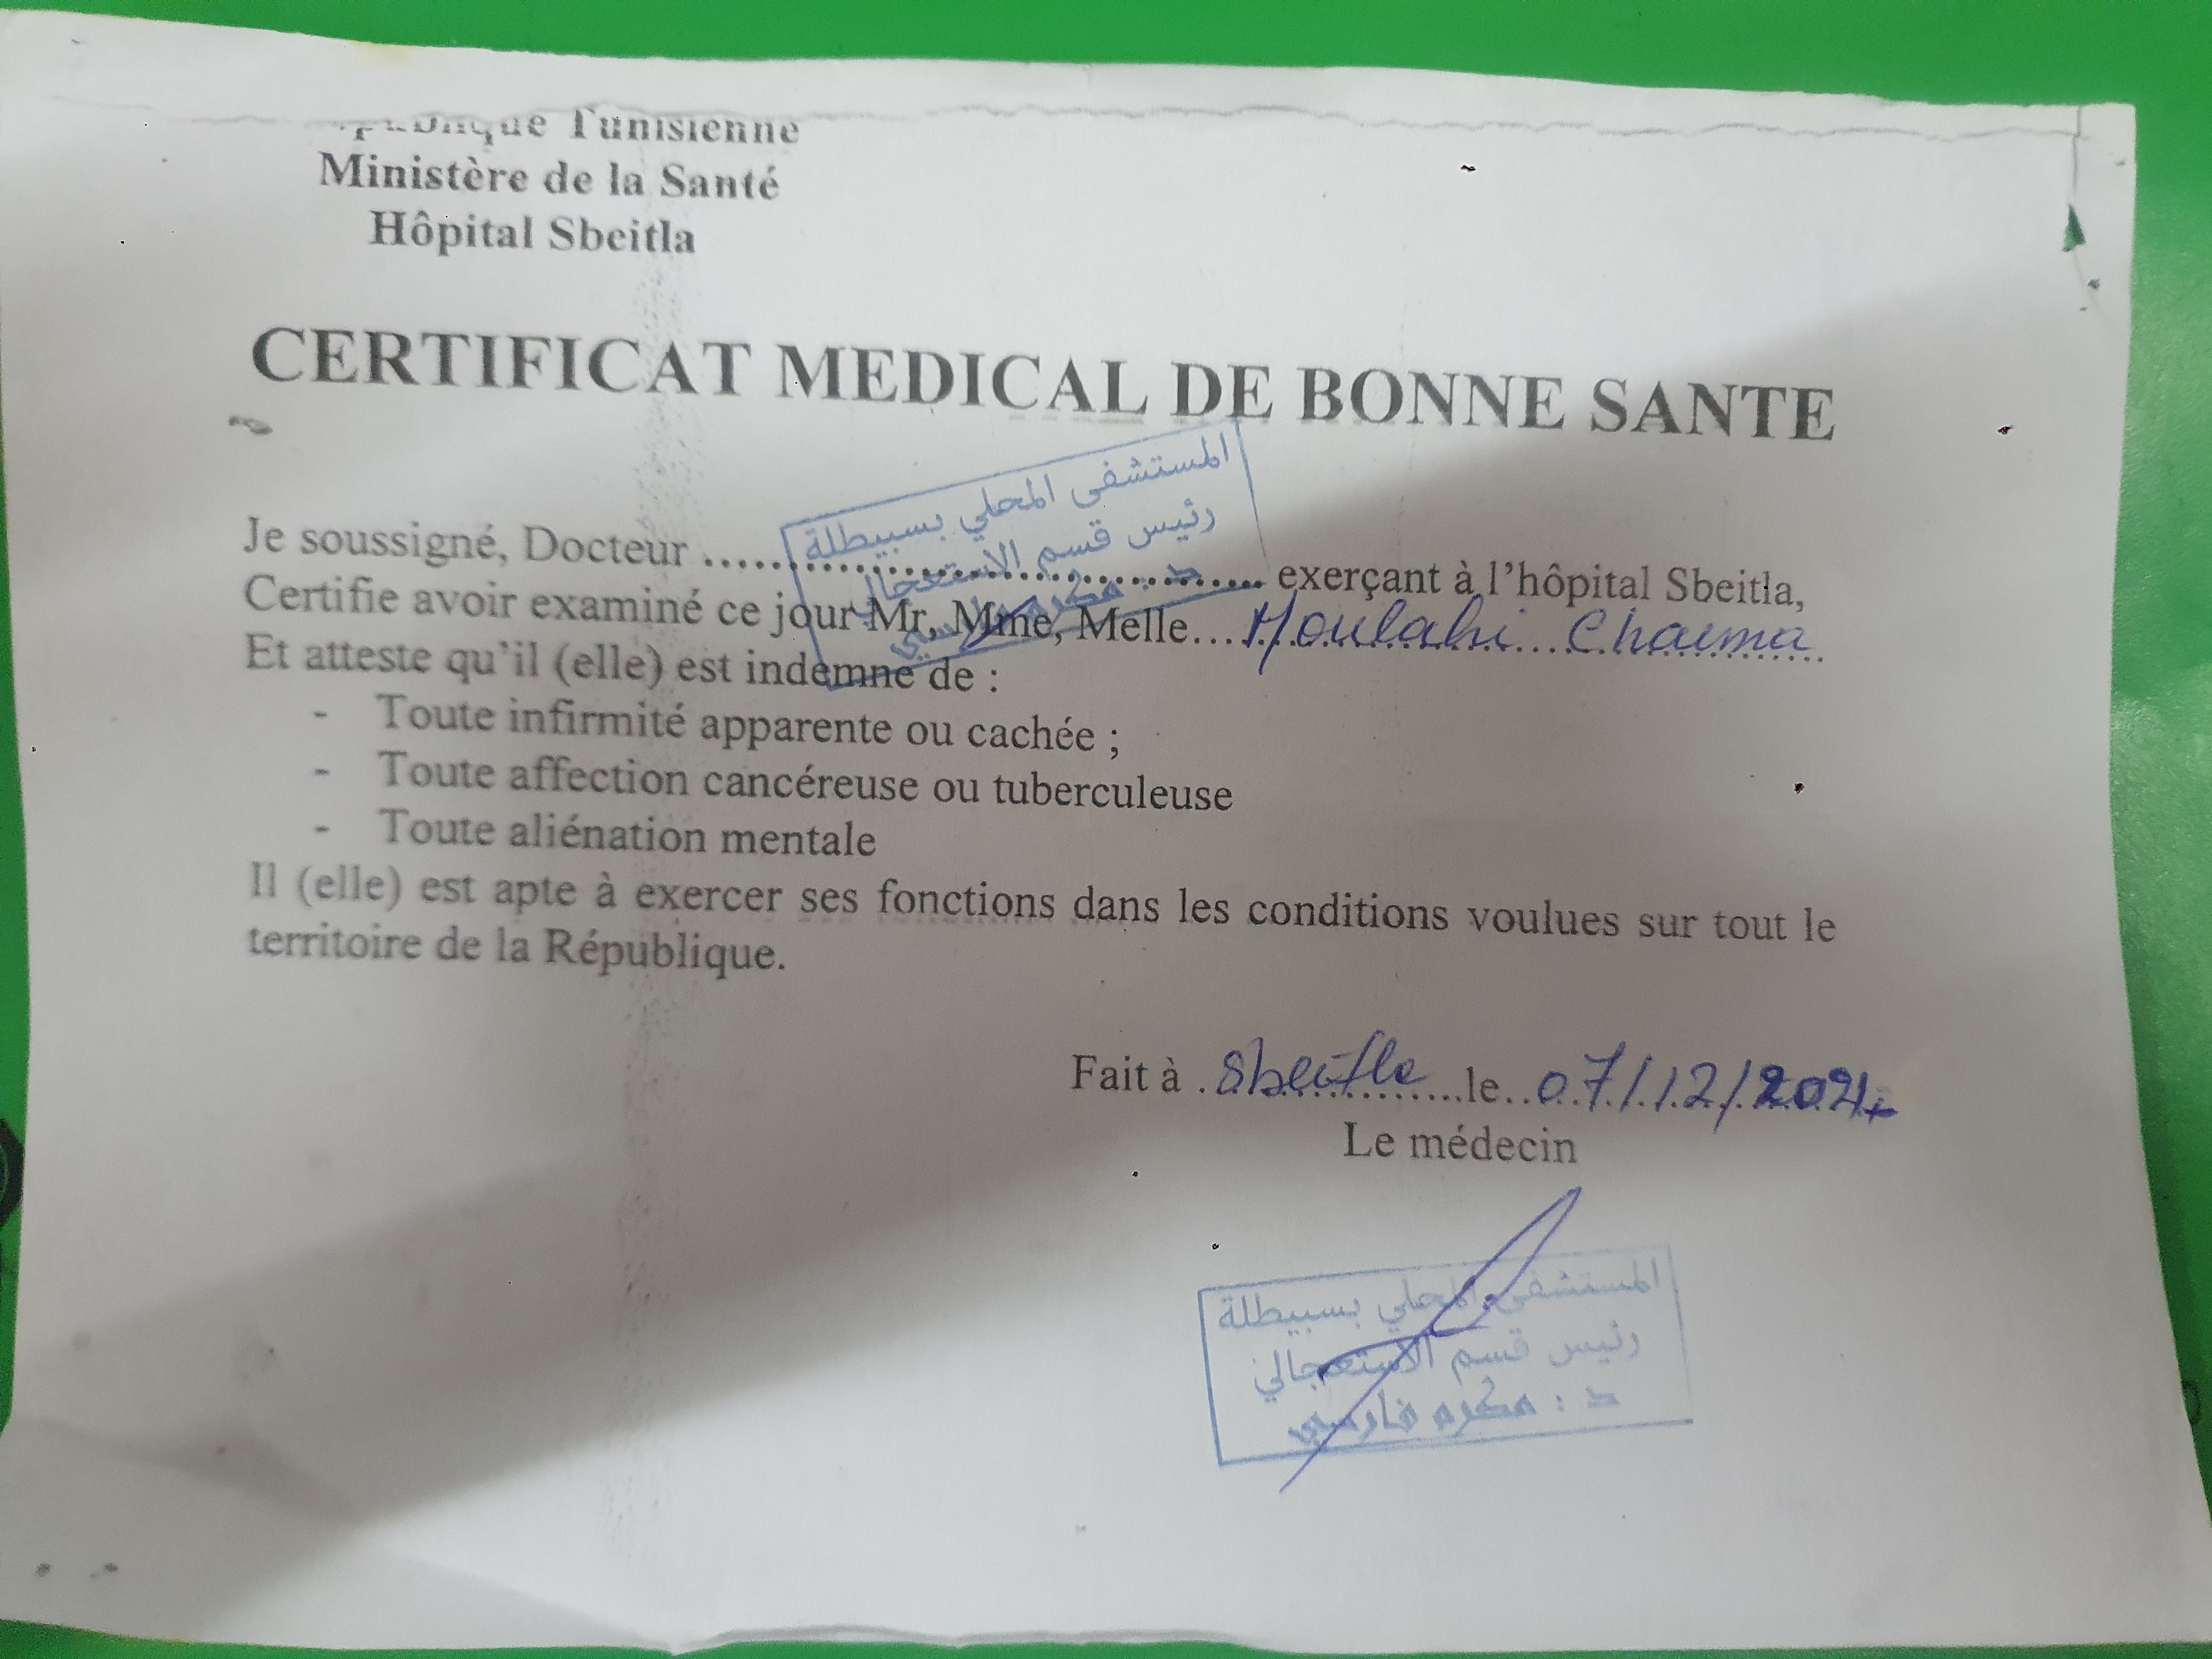 Tunisienne
Ministère de la Santé
Hôpital Sbeitla
CERTIFICAT MEDICAL DE BONNE SANTE
المستشفى المحلي بسبيطلة
رئيس قسم الاستعجالي
Je soussigné, Docteur ........................................ exerçant à l'hôpital Sbeitla,
Certifie avoir examiné ce jour Mr, Mme, Melle... Moulahi Chaima
Et atteste qu'il (elle) est indemne de :
- Toute infirmité apparente ou cachée ;
- Toute affection cancéreuse ou tuberculeuse
- Toute aliénation mentale
Il (elle) est apte à exercer ses fonctions dans les conditions voulues sur tout le
territoire de la République.
Fait à . Sbeitla ......le.. 07/12/
Le médecin
المستشفى المحلي بسبيطلة
رئيس قسم الاستعجالي
د : مكرم فارسي